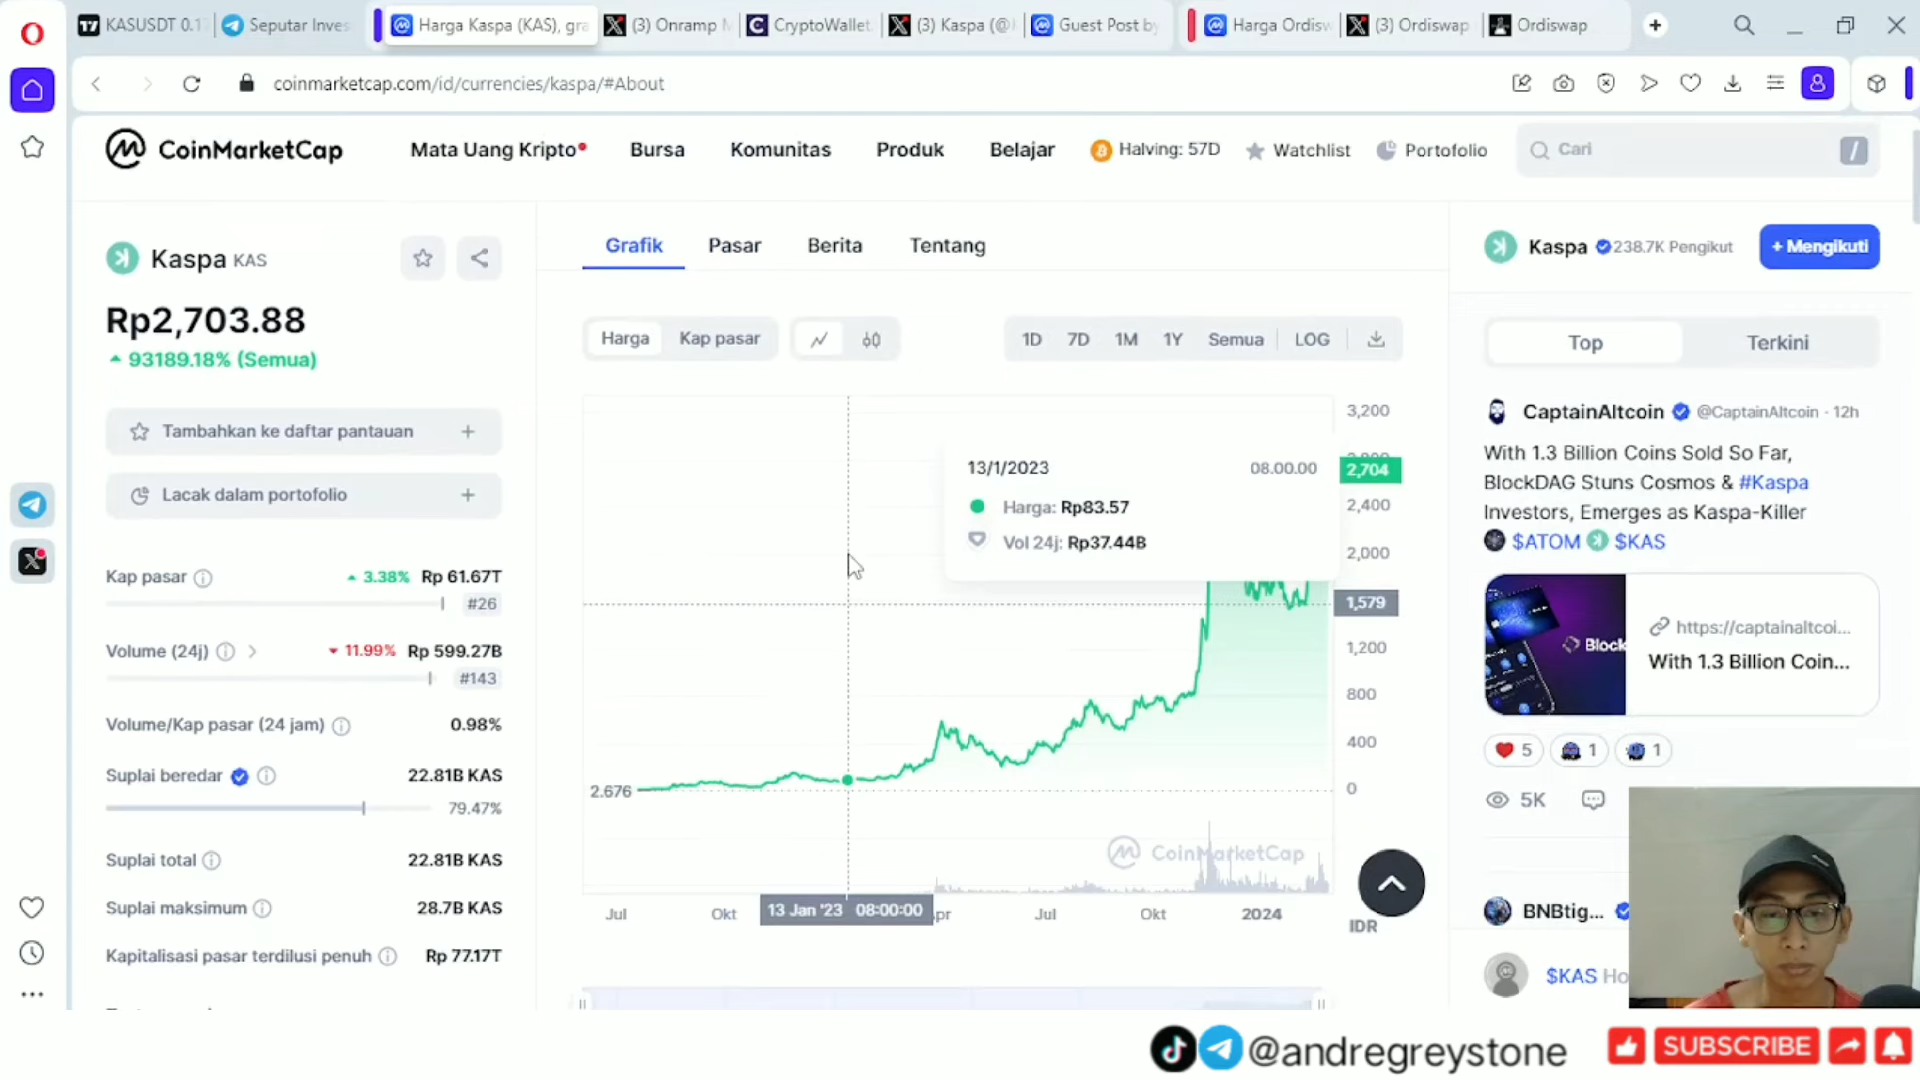 KASUSDT 0.1
Seputar Inves
Harga Kaspa (KAS), gra
(3) Onramp
CryptoWallet
(3) Kaspa (@
Guest Post by
Harga Ordisw
(3) Ordiswap
Ordiswap
coinmarketcap.com/id/currencies/kaspa/#About
CoinMarketCap
Mata Uang Kripto
Bursa
Komunitas
Produk
Belajar
Halving: 57D
Watchlist
Portofolio
Cari
/
Kaspa KAS
Rp2,703.88
93189.18% (Semua)
Tambahkan ke daftar pantauan +
Lacak dalam portofolio +
Kap pasar 3.38% Rp 61.67T
#26
Volume (24j) 11.99% Rp 599.27B
#143
Volume/Kap pasar (24 jam) 0.98%
Suplai beredar 22.81B KAS
79.47%
Suplai total 22.81B KAS
Suplai maksimum 28.7B KAS
Kapitalisasi pasar terdilusi penuh Rp 77.17T
Grafik Pasar Berita Tentang
Harga Kap pasar
1D 7D 1M 1Y Semua LOG
3,200
2,704
2,400
2,000
1,579
1,200
800
400
0
13/1/2023 08.00.00
Harga: Rp83.57
Vol 24j: Rp37.44B
2.676
CoinMarketCap
Jul Okt 13 Jan '23 08:00:00 pr Jul Okt 2024
IDR
Kaspa 238.7K Pengikut
+ Mengikuti
Top Terkini
CaptainAltcoin @CaptainAltcoin · 12h
With 1.3 Billion Coins Sold So Far,
BlockDAG Stuns Cosmos & #Kaspa
Investors, Emerges as Kaspa-Killer
$ATOM $KAS
Block
https://captainaltcoi...
With 1.3 Billion Coin...
5 1 1
5K
BNBtig...
$KAS Ho
@andregreystone
SUBSCRIBE